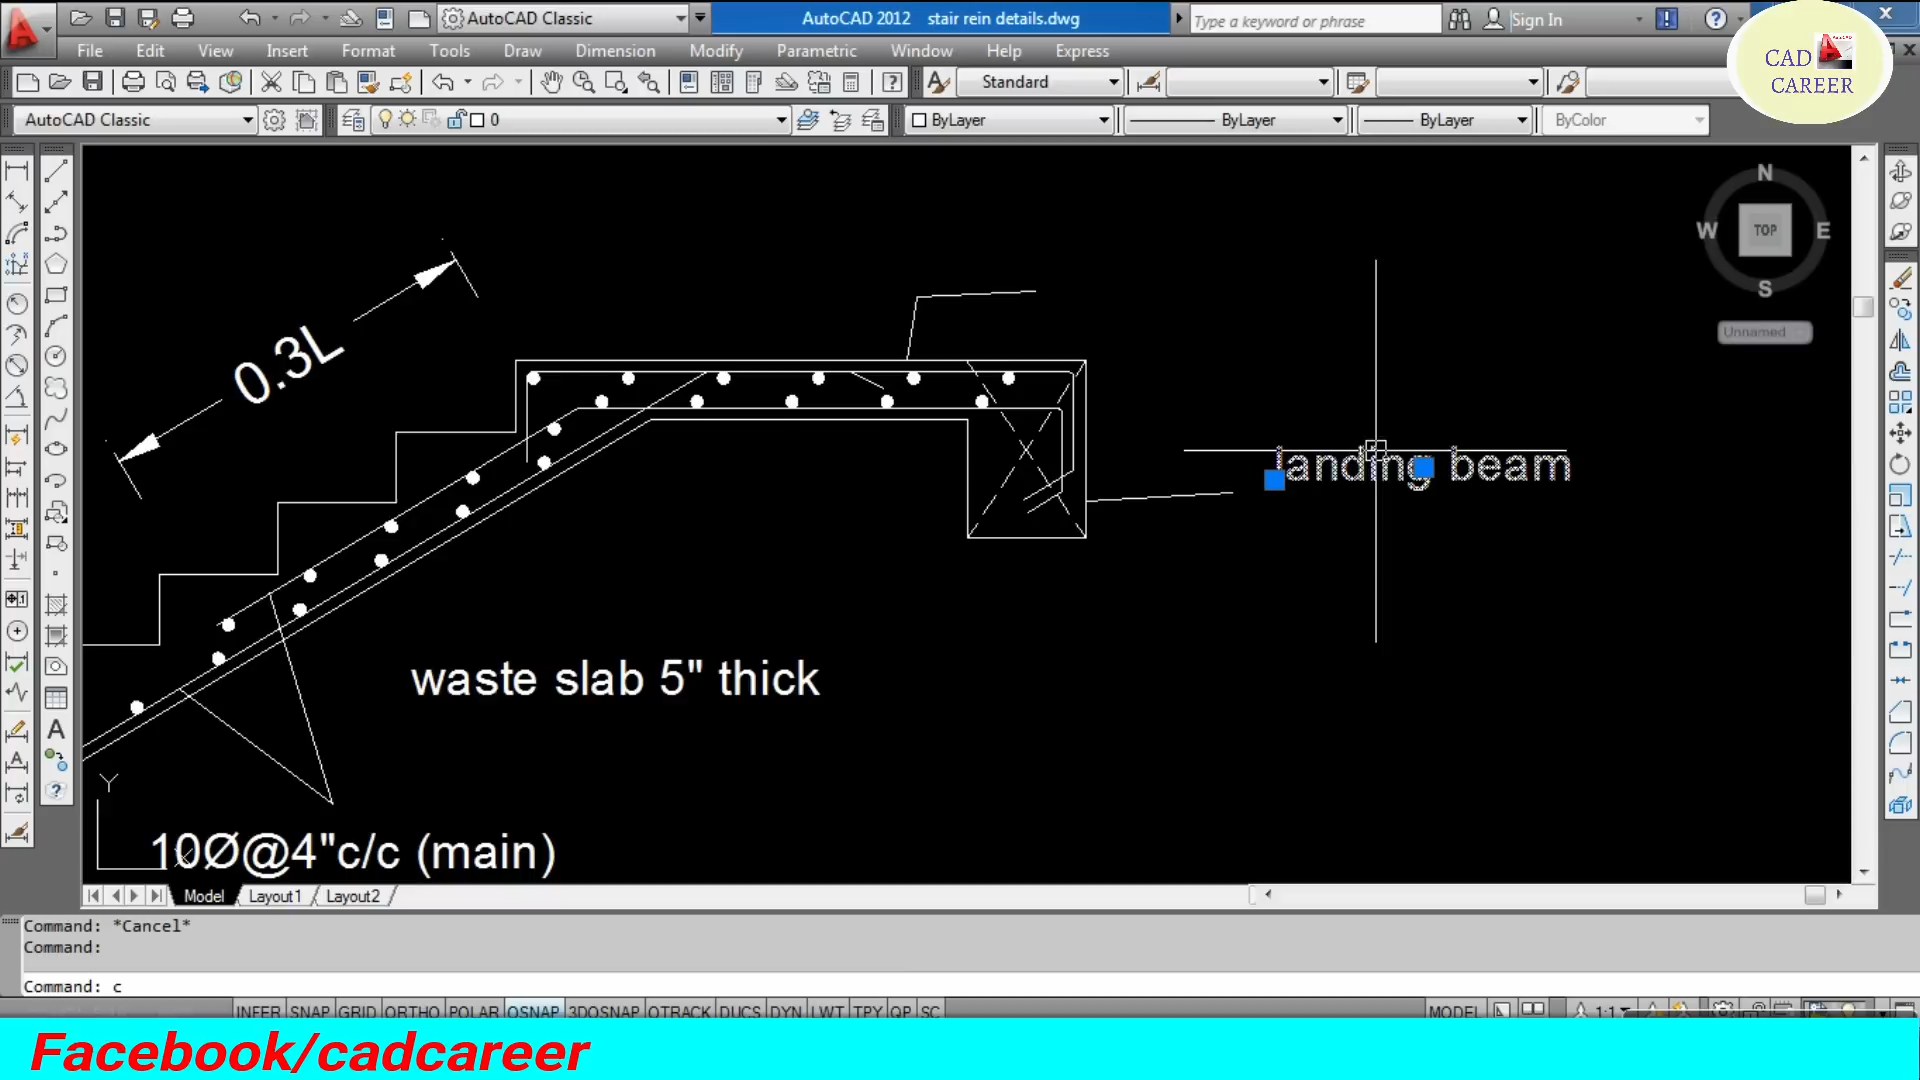 AutoCAD Classic
AutoCAD 2012 stair rein details.dwg
Type a keyword or phrase
Sign In
File Edit View Insert Format Tools Draw Dimension Modify Parametric Window Help Express
Standard
AutoCAD Classic
0
ByLayer
ByLayer
ByLayer
ByColor
CAD
CAREER
N
W TOP E
S
Unnamed
0.3L
landing beam
waste slab 5" thick
10Ø@4"c/c (main)
Y
X
Model Layout1 Layout2
Command: *Cancel*
Command:
Command: c
INFER SNAP GRID ORTHO POLAR OSNAP 3DOSNAP OTRACK DUCS DYN LWT TPY QP SC
MODEL 1:1
Facebook/cadcareer